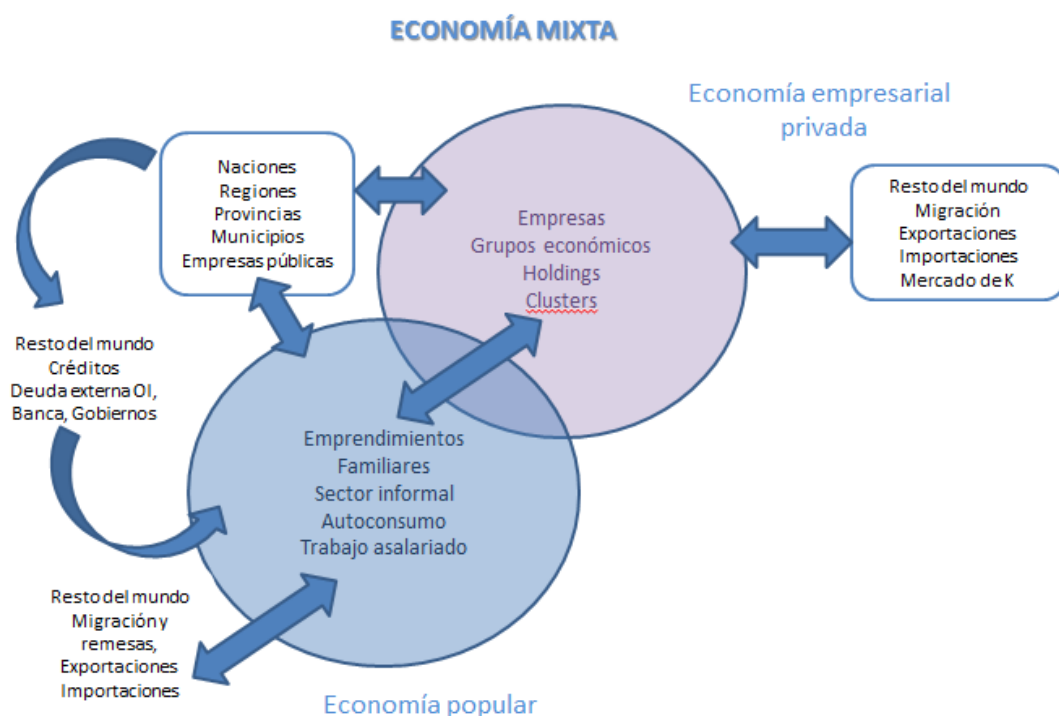 ECONOMÍA MIXTA
Economía empresarial
privada
Naciones
Regiones
Provincias
Municipios
Empresas públicas
Empresas
Grupos económicos
Holdings
Clusters
Resto del mundo
Migración
Exportaciones
Importaciones
Mercado de K
Resto del mundo
Créditos
Deuda externa OI,
Banca, Gobiernos
Emprendimientos
Familiares
Sector informal
Autoconsumo
Trabajo asalariado
Resto del mundo
Migración y
remesas,
Exportaciones
Importaciones
Economía popular